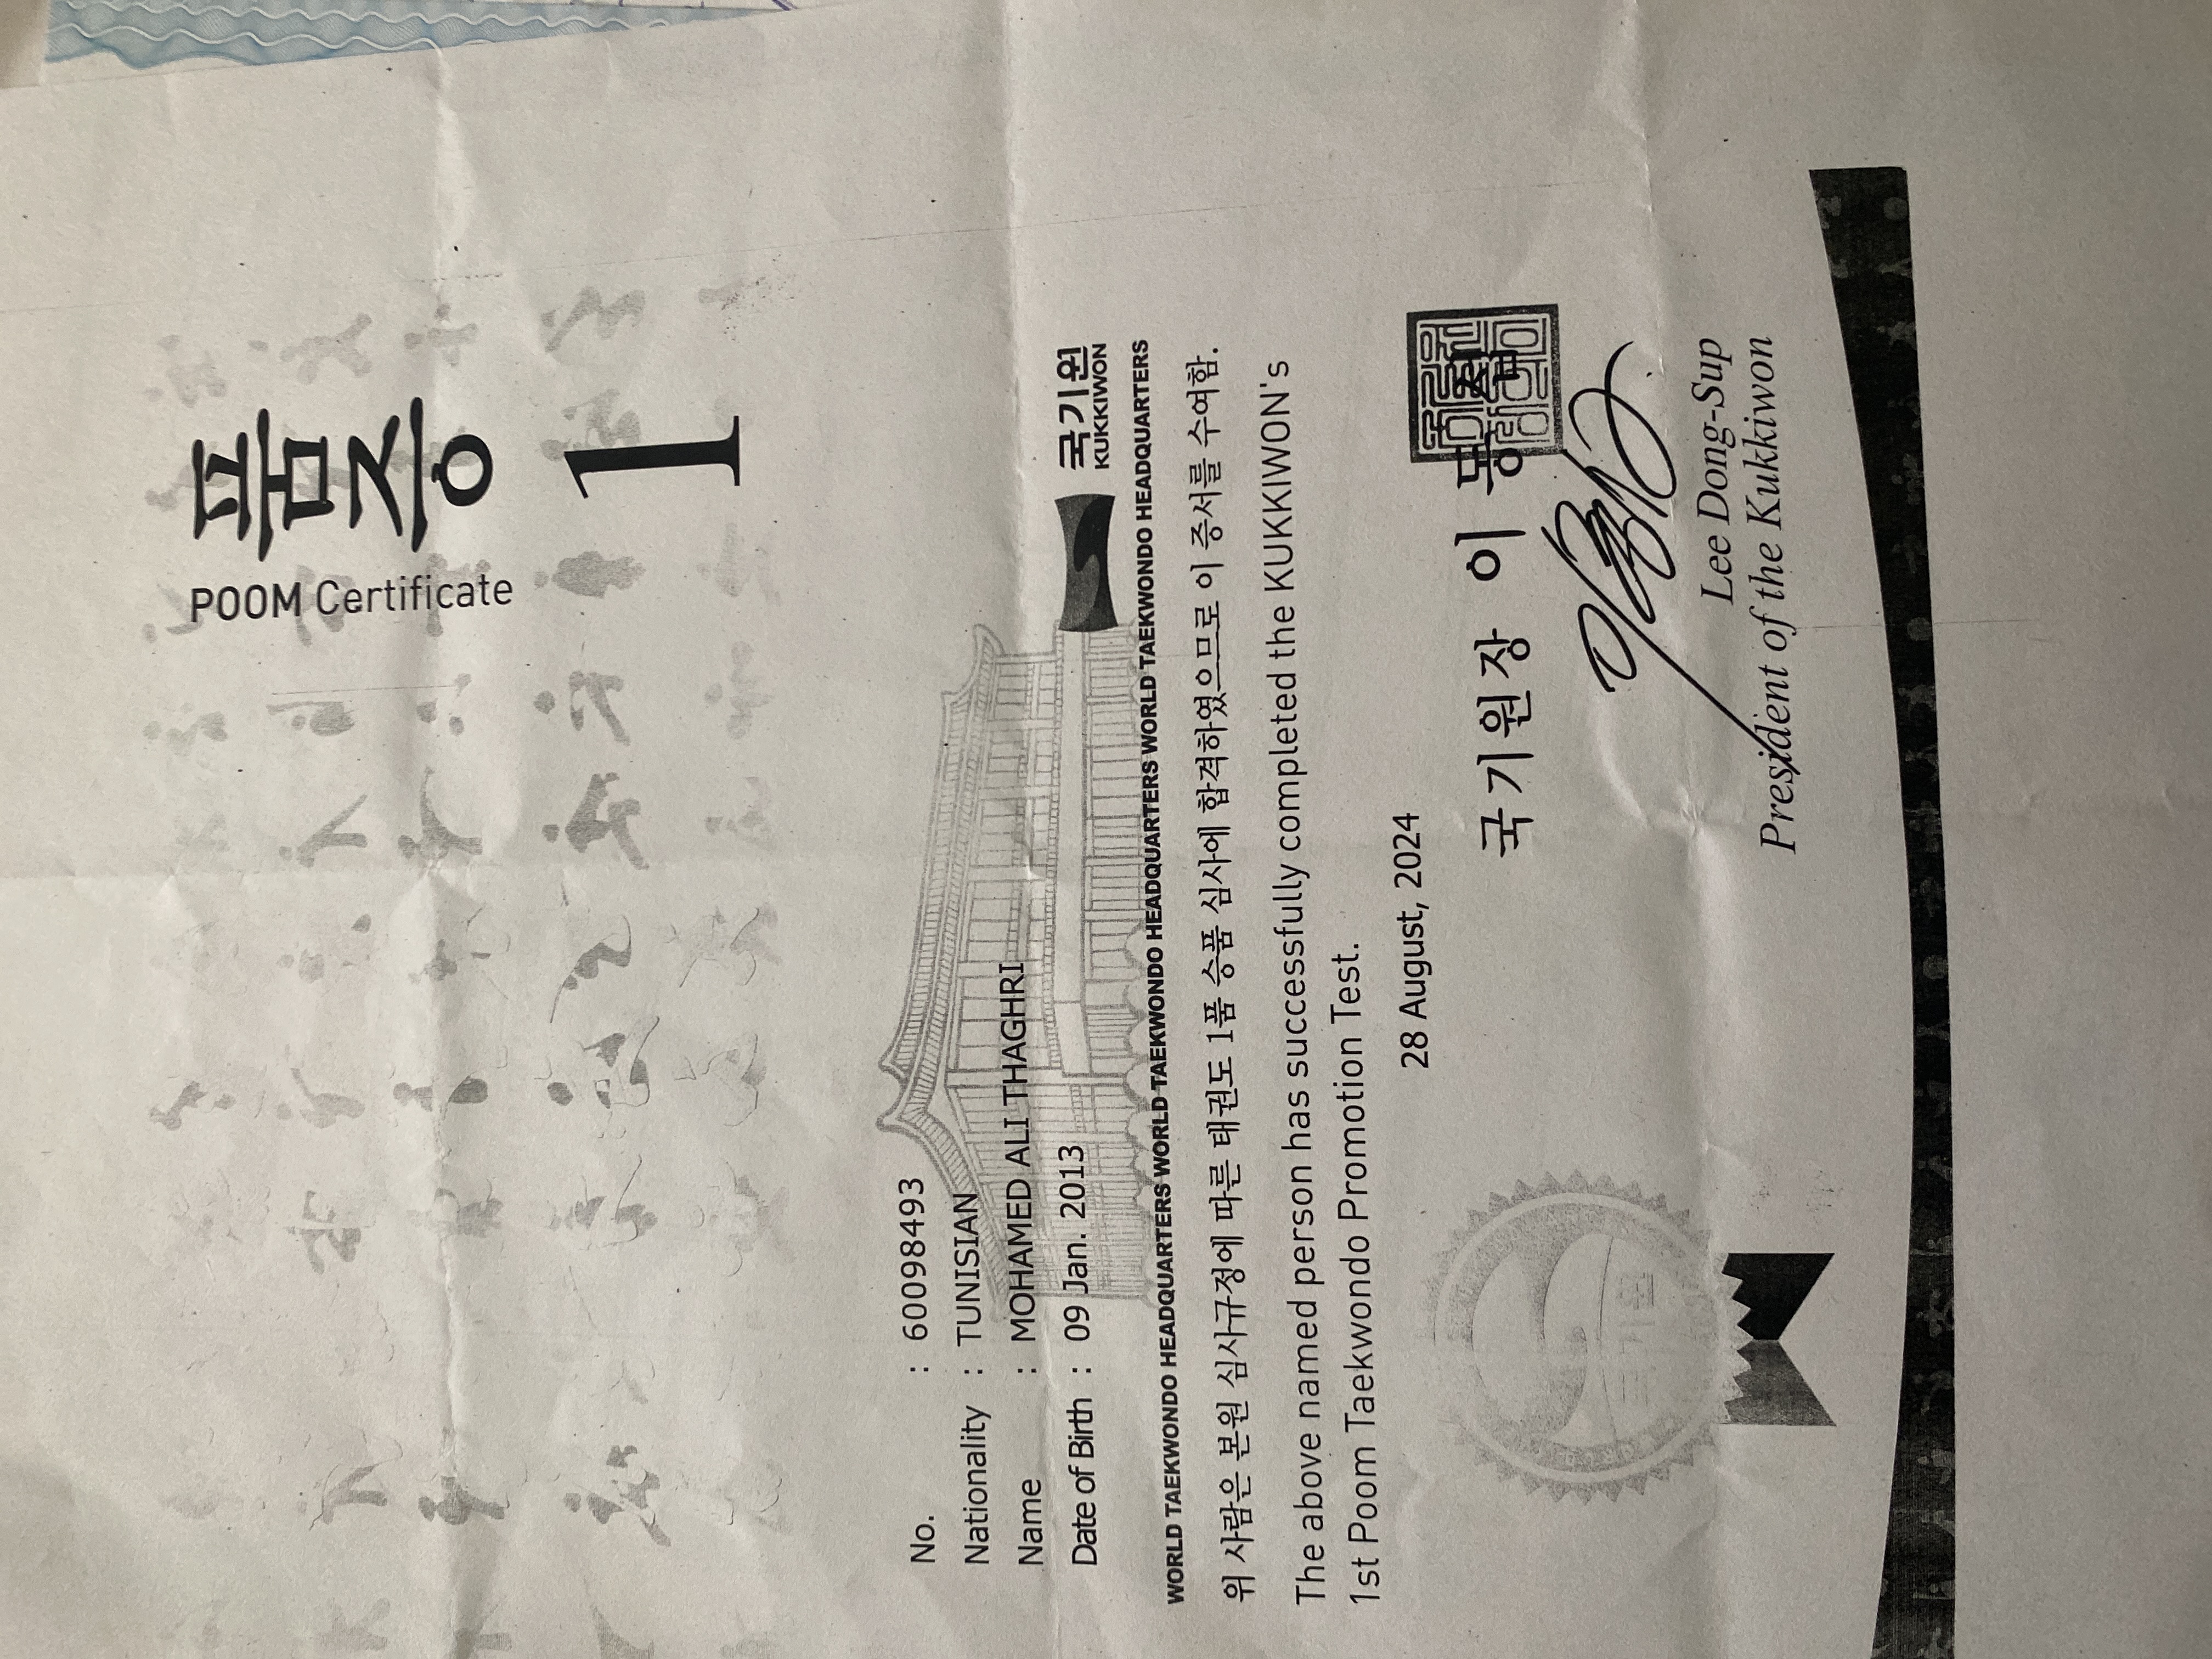 품증
POOM Certificate
1
No. : 60098493
Nationality : TUNISIAN
Name : MOHAMED ALI THAGHRI
Date of Birth : 09 Jan. 2013
국기원
KUKKIWON
WORLD TAEKWONDO HEADQUARTERS WORLD TAEKWONDO HEADQUARTERS WORLD TAEKWONDO HEADQUARTERS WORLD TAEKWONDO HEADQUARTERS
위 사람은 본원 심사규정에 따른 태권도 1품 승품 심사에 합격하였으므로 이 증서를 수여함.
The above named person has successfully completed the KUKKIWON's
1st Poom Taekwondo Promotion Test.
28 August, 2024
국기원장 이 동 섭
Lee Dong-Sup
President of the Kukkiwon
국기원